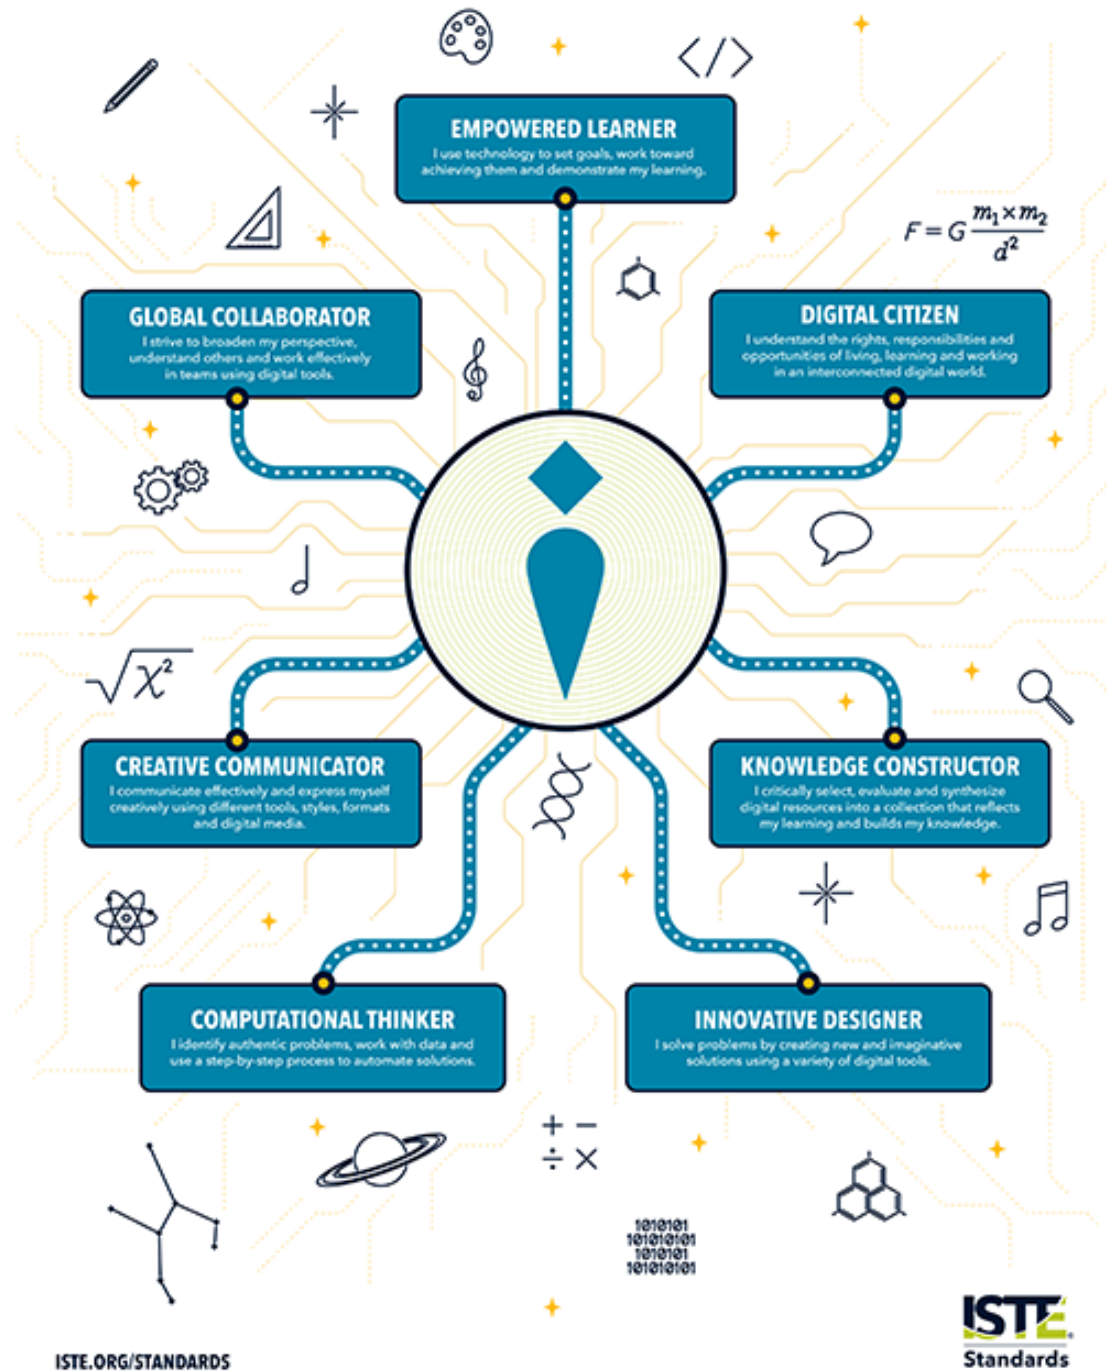 </>
EMPOWERED LEARNER
I use technology to set goals, work toward
achieving them and demonstrate my learning.
F = G m₁ × m₂ / d²
GLOBAL COLLABORATOR
I strive to broaden my perspective,
understand others and work effectively
in teams using digital tools.
DIGITAL CITIZEN
I understand the rights, responsibilities and
opportunities of living, learning and working
in an interconnected digital world.
√x²
CREATIVE COMMUNICATOR
I communicate effectively and express myself
creatively using different tools, styles, formats
and digital media.
KNOWLEDGE CONSTRUCTOR
I critically select, evaluate and synthesize
digital resources into a collection that reflects
my learning and builds my knowledge.
COMPUTATIONAL THINKER
I identify authentic problems, work with data and
use a step-by-step process to automate solutions.
INNOVATIVE DESIGNER
I solve problems by creating new and imaginative
solutions using a variety of digital tools.
+ −
÷ ×
1010101
101010101
1010101
101010101
ISTE.ORG/STANDARDS
ISTE®
Standards